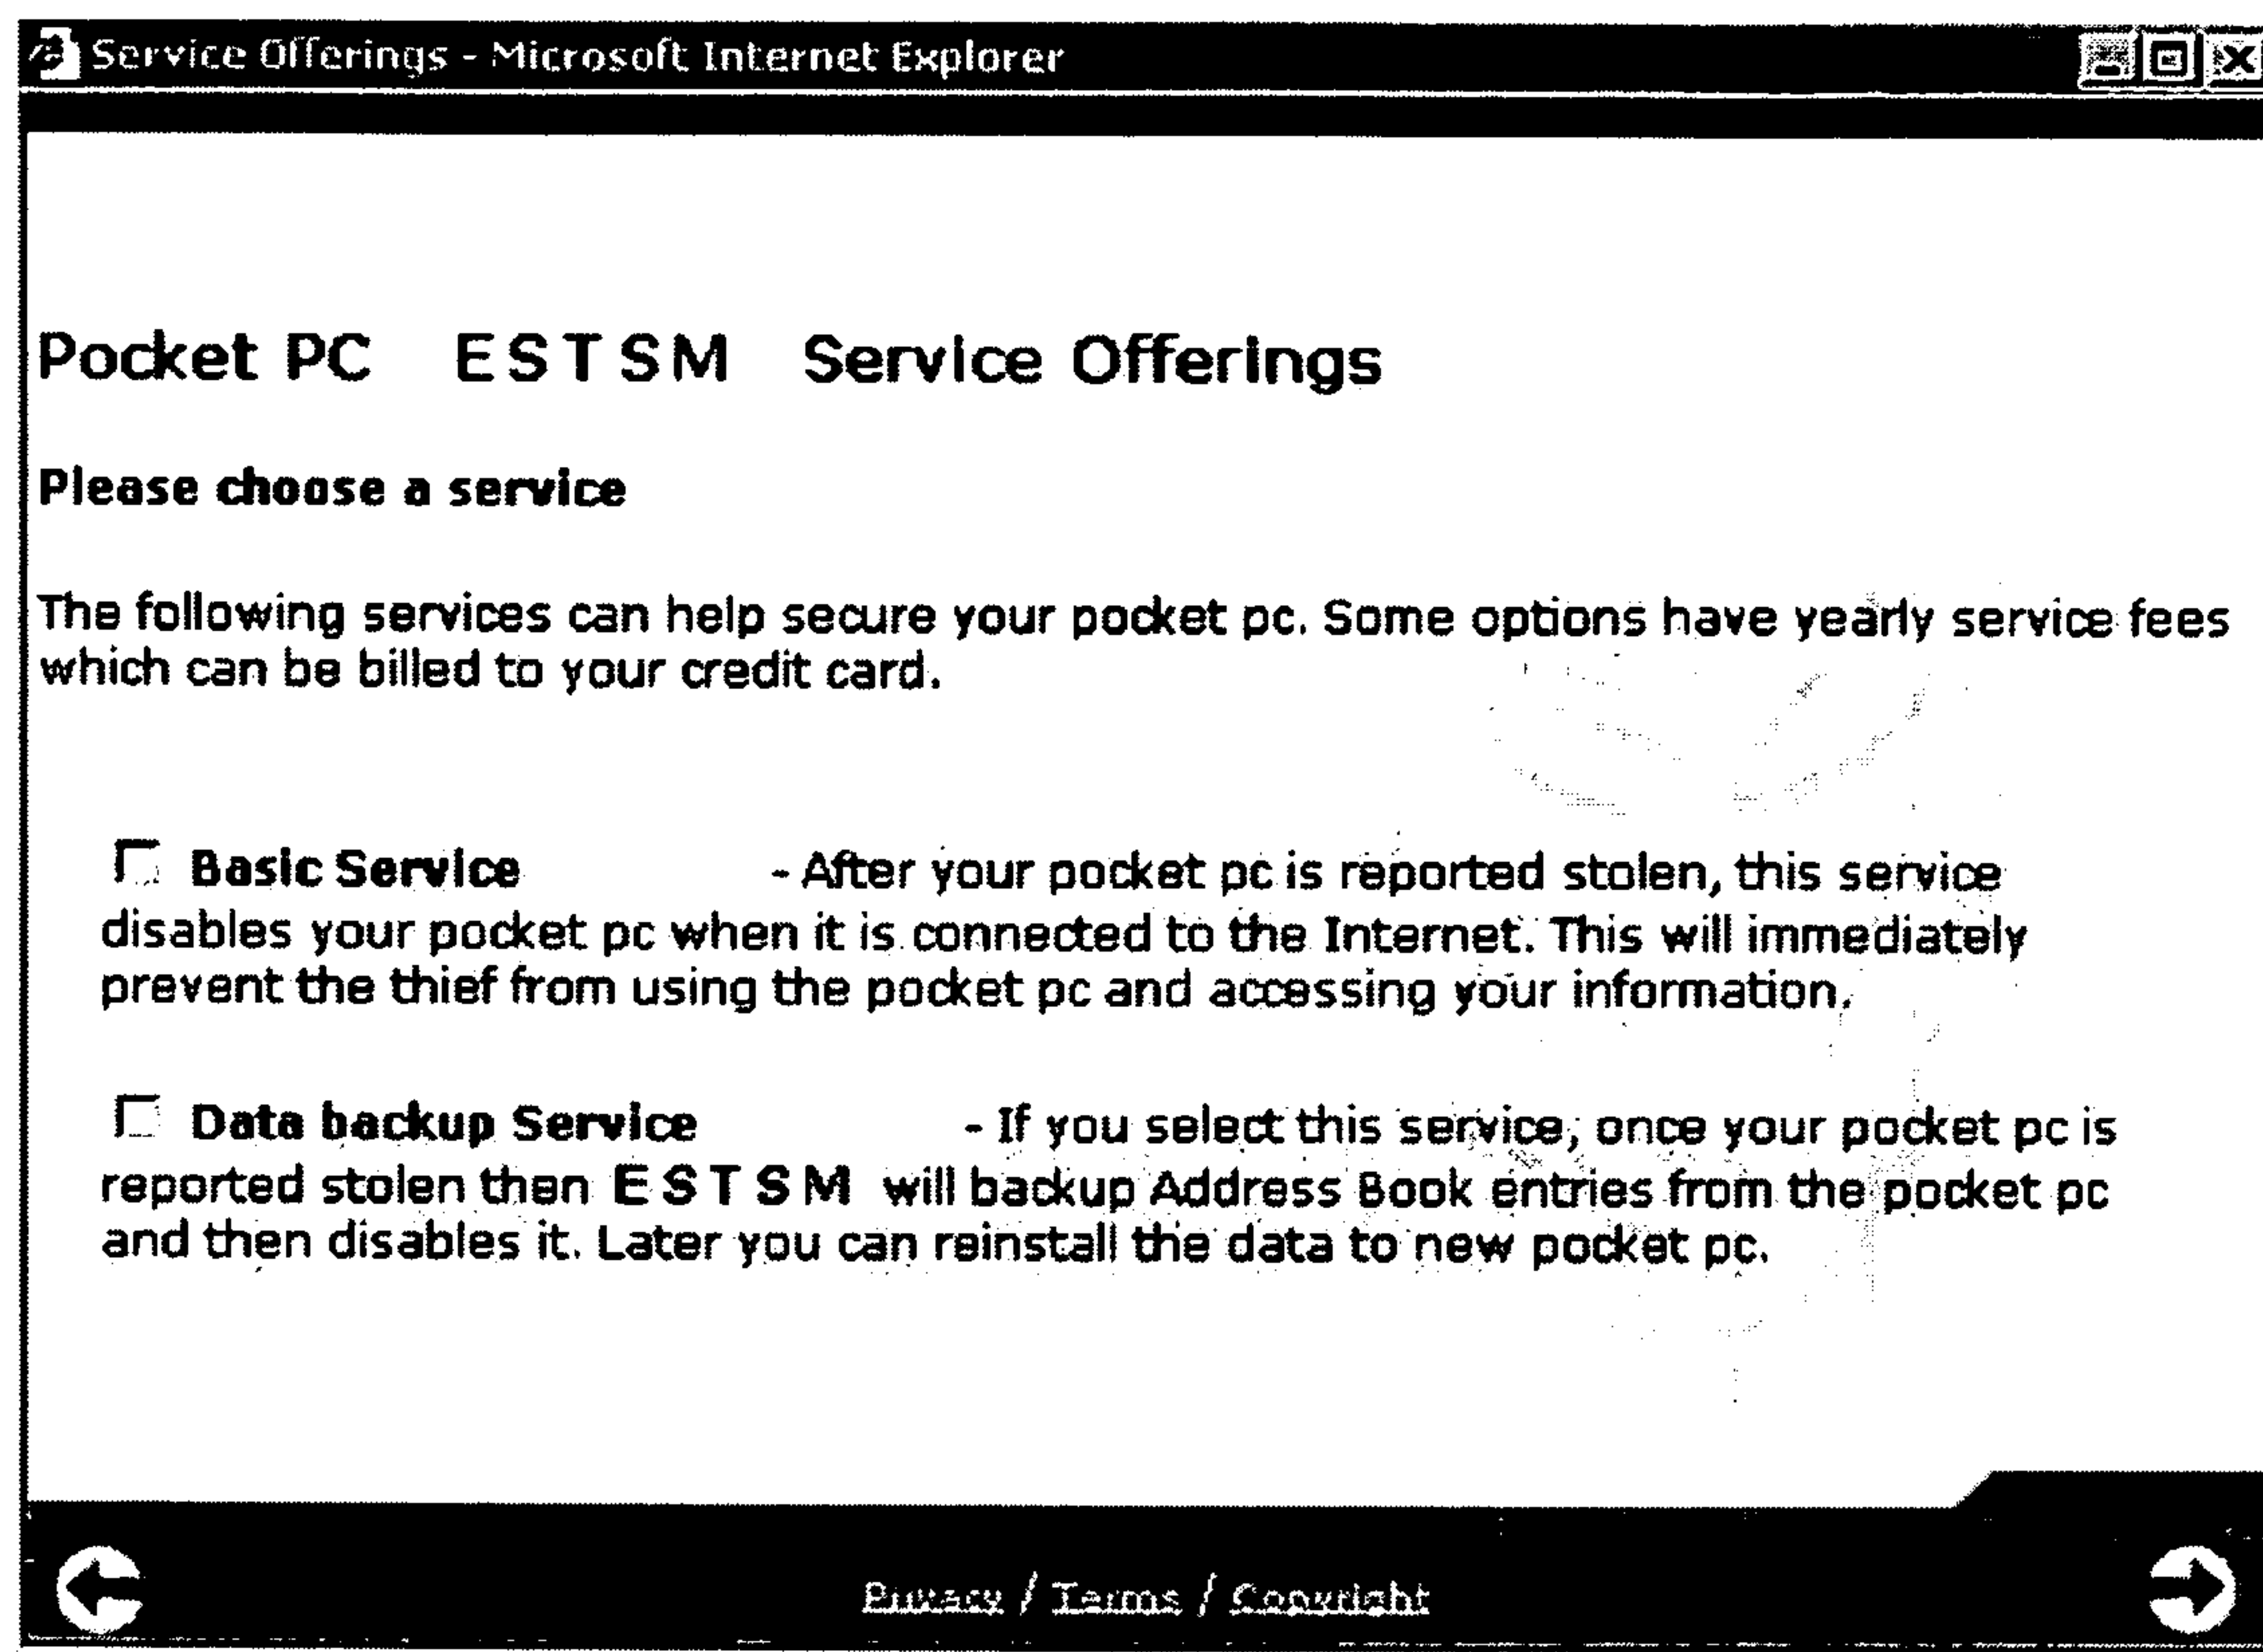 Service Offerings - Microsoft Internet Explorer
Pocket PC E S T S M Service Offerings
Please choose a service
The following services can help secure your pocket pc. Some options have yearly service fees
which can be billed to your credit card.
Basic Service - After your pocket pc is reported stolen, this service
disables your pocket pc when it is connected to the Internet. This will immediately
prevent the thief from using the pocket pc and accessing your information.
Data backup Service - If you select this service, once your pocket pc is
reported stolen then E S T S M will backup Address Book entries from the pocket pc
and then disables it. Later you can reinstall the data to new pocket pc.
Privacy / Terms / Copyright